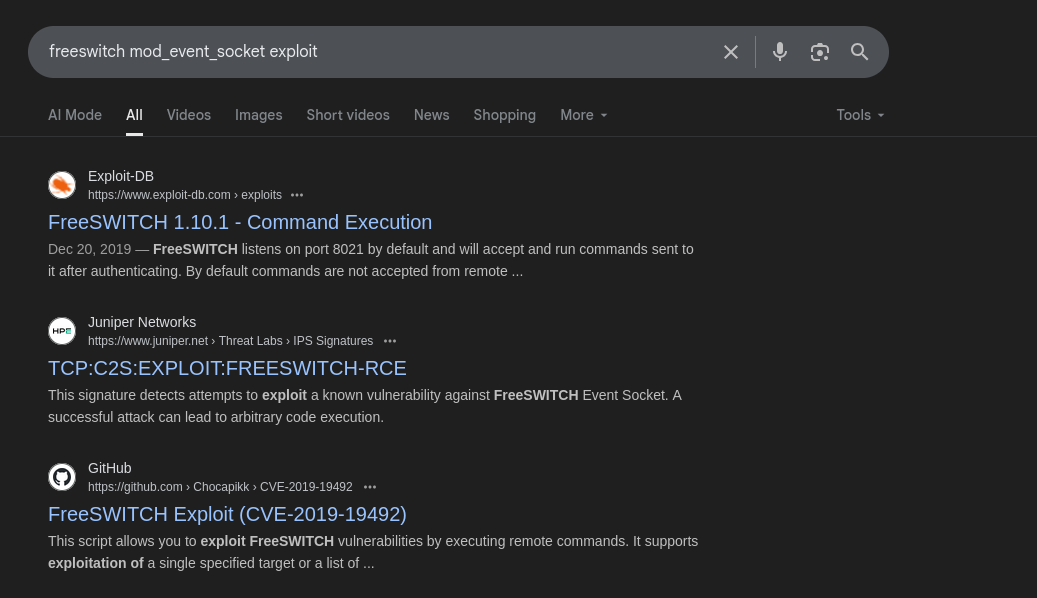 freeswitch mod_event_socket exploit
AI Mode All Videos Images Short videos News Shopping More Tools
Exploit-DB
https://www.exploit-db.com › exploits
FreeSWITCH 1.10.1 - Command Execution
Dec 20, 2019 — FreeSWITCH listens on port 8021 by default and will accept and run commands sent to
it after authenticating. By default commands are not accepted from remote ...
HPE
Juniper Networks
https://www.juniper.net › Threat Labs › IPS Signatures
TCP:C2S:EXPLOIT:FREESWITCH-RCE
This signature detects attempts to exploit a known vulnerability against FreeSWITCH Event Socket. A
successful attack can lead to arbitrary code execution.
GitHub
https://github.com › Chocapikk › CVE-2019-19492
FreeSWITCH Exploit (CVE-2019-19492)
This script allows you to exploit FreeSWITCH vulnerabilities by executing remote commands. It supports
exploitation of a single specified target or a list of ...